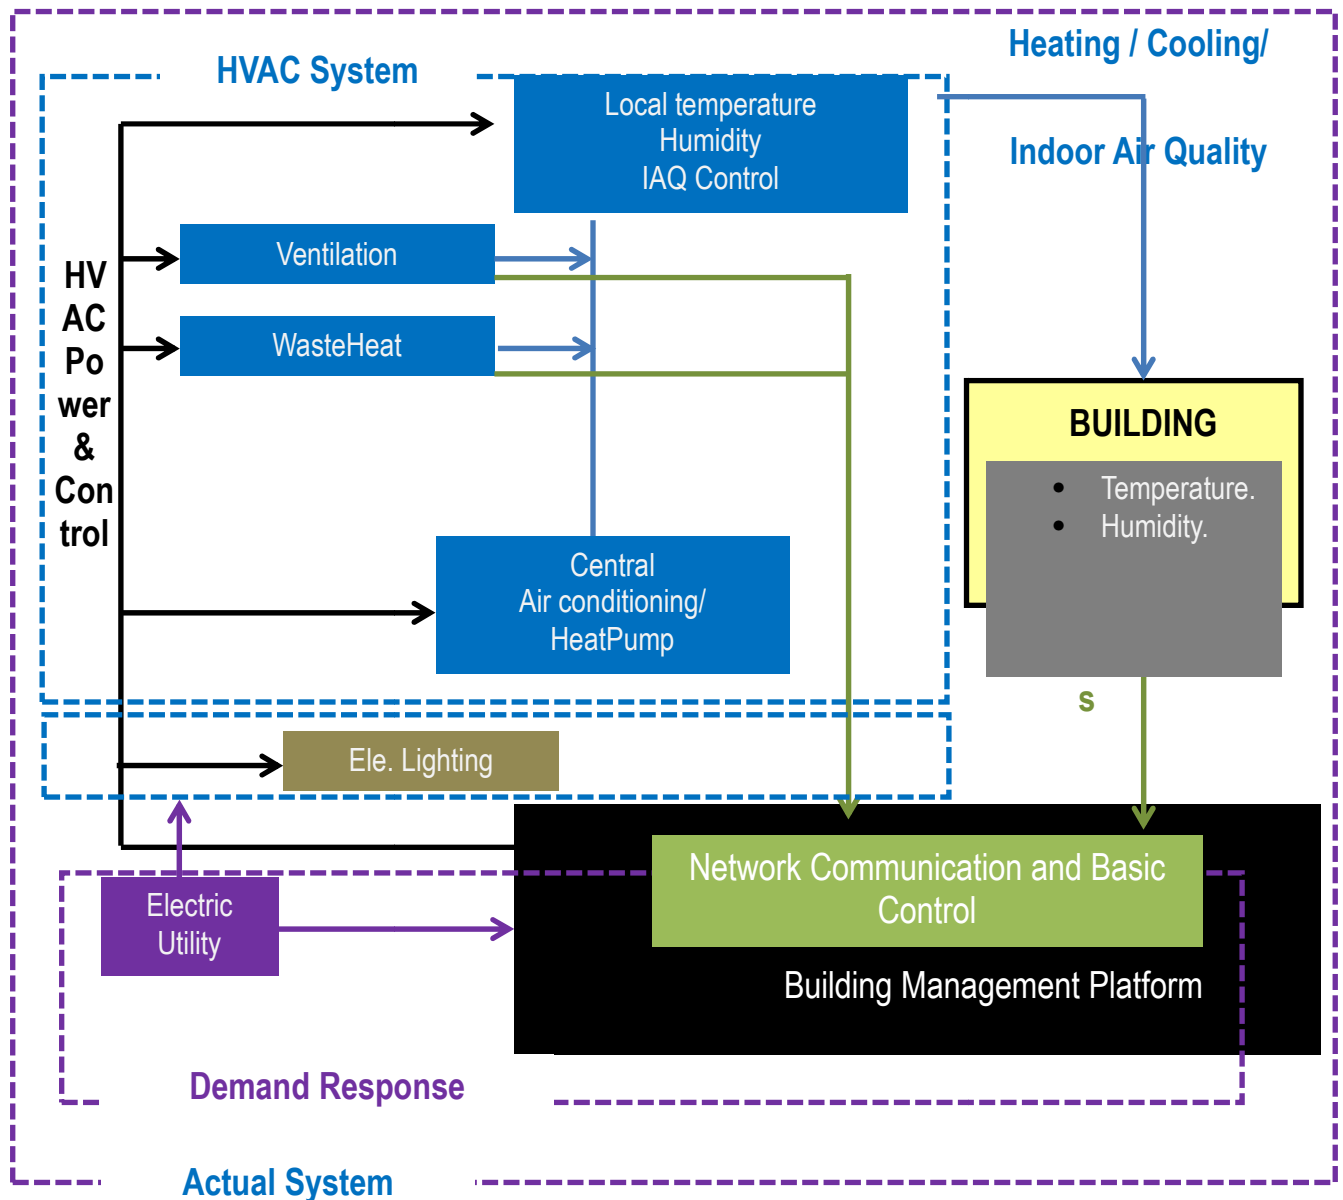 Heating / Cooling/
HVAC System
Local temperature
Humidity
IAQ Control
Indoor Air Quality
Ventilation
HV
AC
Po
wer
&
Con
trol
WasteHeat
BUILDING
• Temperature.
• Humidity.
Central
Air conditioning/
HeatPump
s
Ele. Lighting
Network Communication and Basic
Control
Electric
Utility
Building Management Platform
Demand Response
Actual System